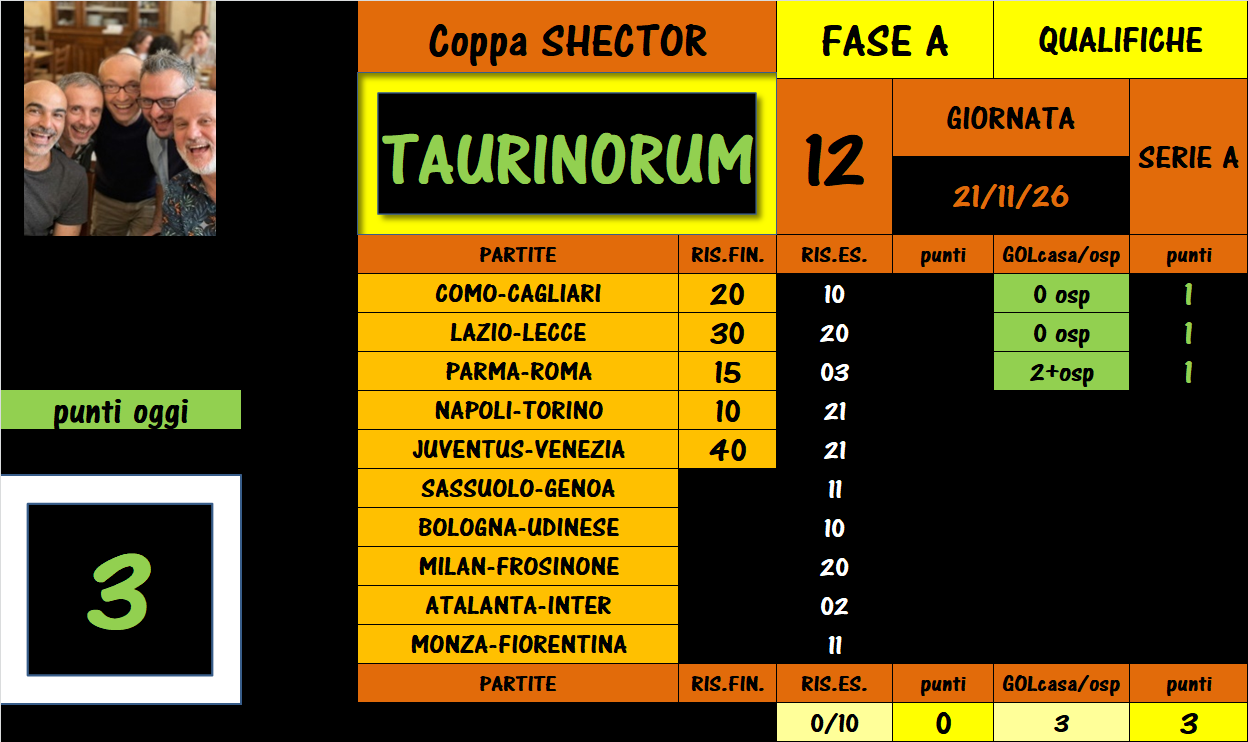 Coppa SHECTOR FASE A QUALIFICHE
TAURINORUM 12 GIORNATA SERIE A
21/11/26
PARTITE RIS.FIN. RIS.ES. punti GOLcasa/osp punti
COMO-CAGLIARI 20 10 0 osp 1
LAZIO-LECCE 30 20 0 osp 1
PARMA-ROMA 15 03 2+osp 1
NAPOLI-TORINO 10 21
punti oggi
JUVENTUS-VENEZIA 40 21
SASSUOLO-GENOA 11
BOLOGNA-UDINESE 10
MILAN-FROSINONE 20
3
ATALANTA-INTER 02
MONZA-FIORENTINA 11
PARTITE RIS.FIN. RIS.ES. punti GOLcasa/osp punti
0/10 0 3 3